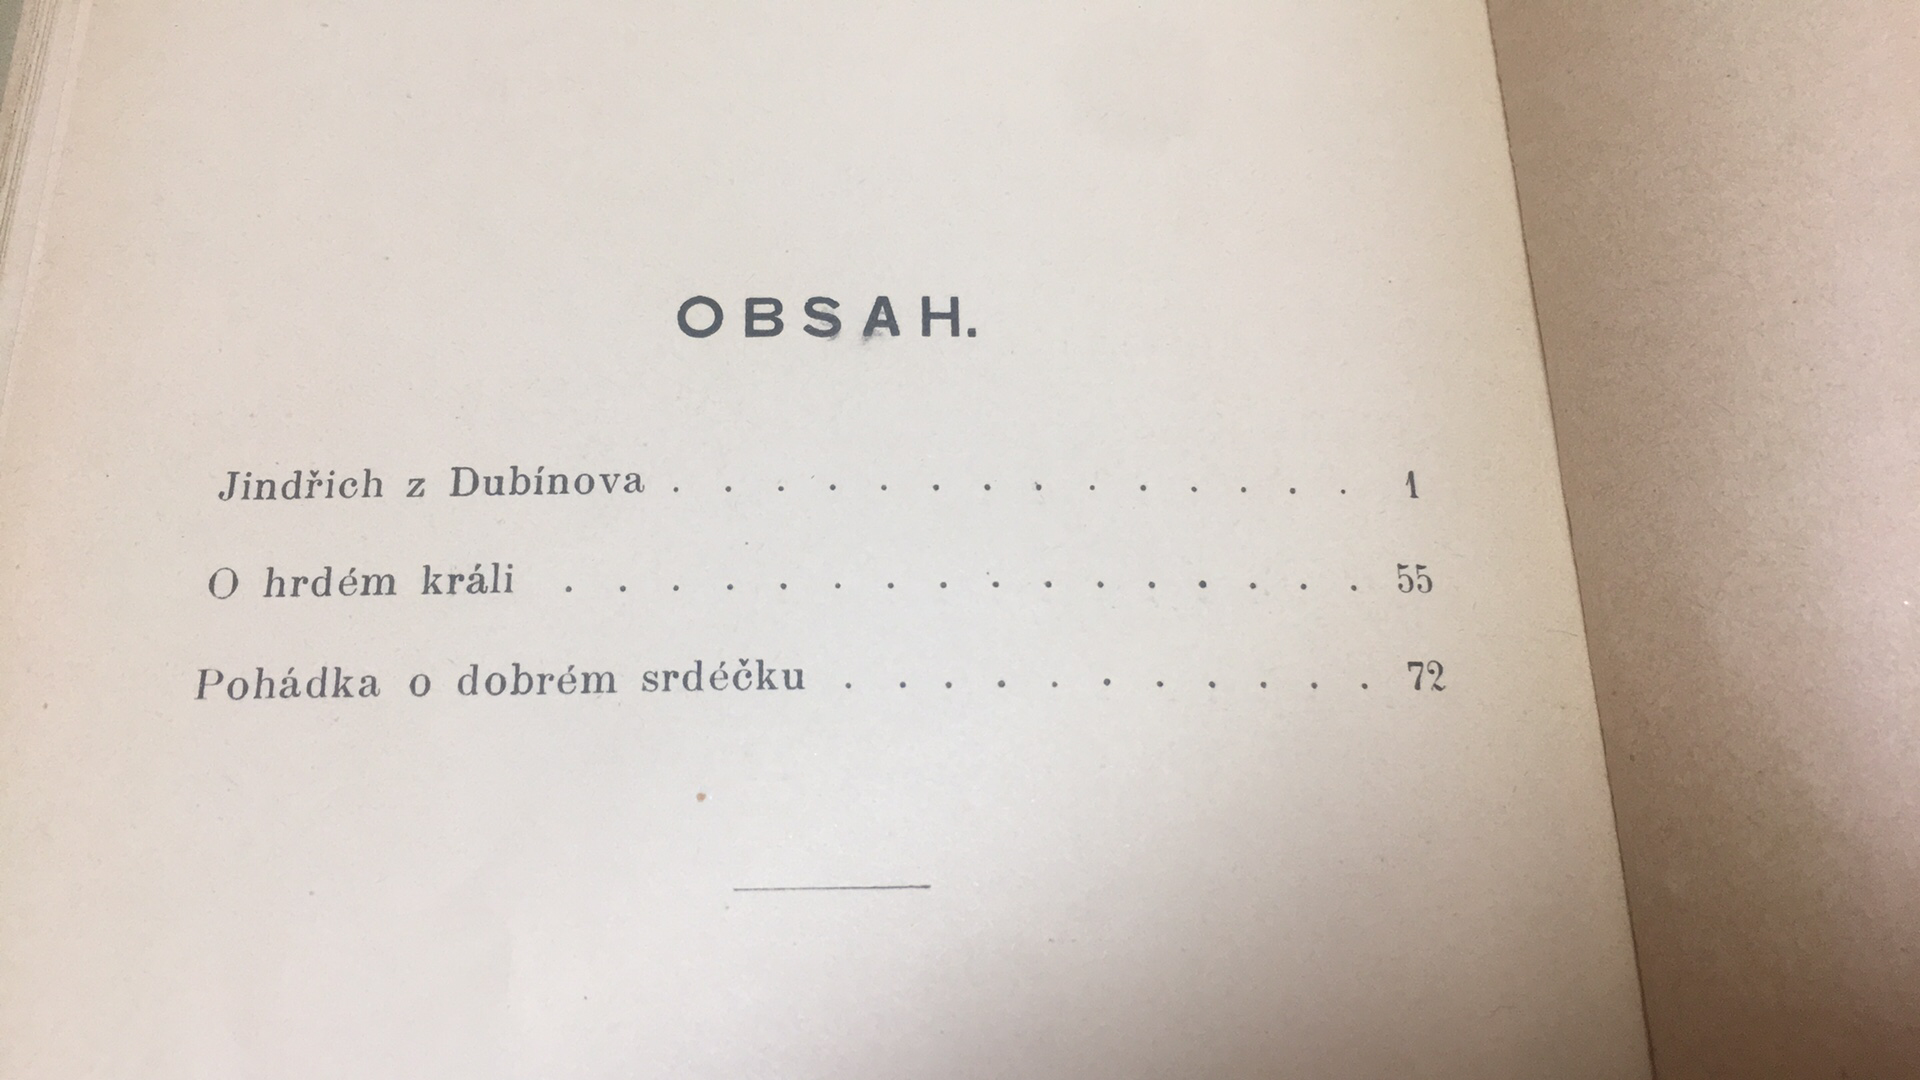 OBSAH.
Jindřich z Dubínova . . . . . . . . . . . . . . 1
O hrdém králi . . . . . . . . . . . . . . . . 55
Pohádka o dobrém srdéčku . . . . . . . . . . . 72